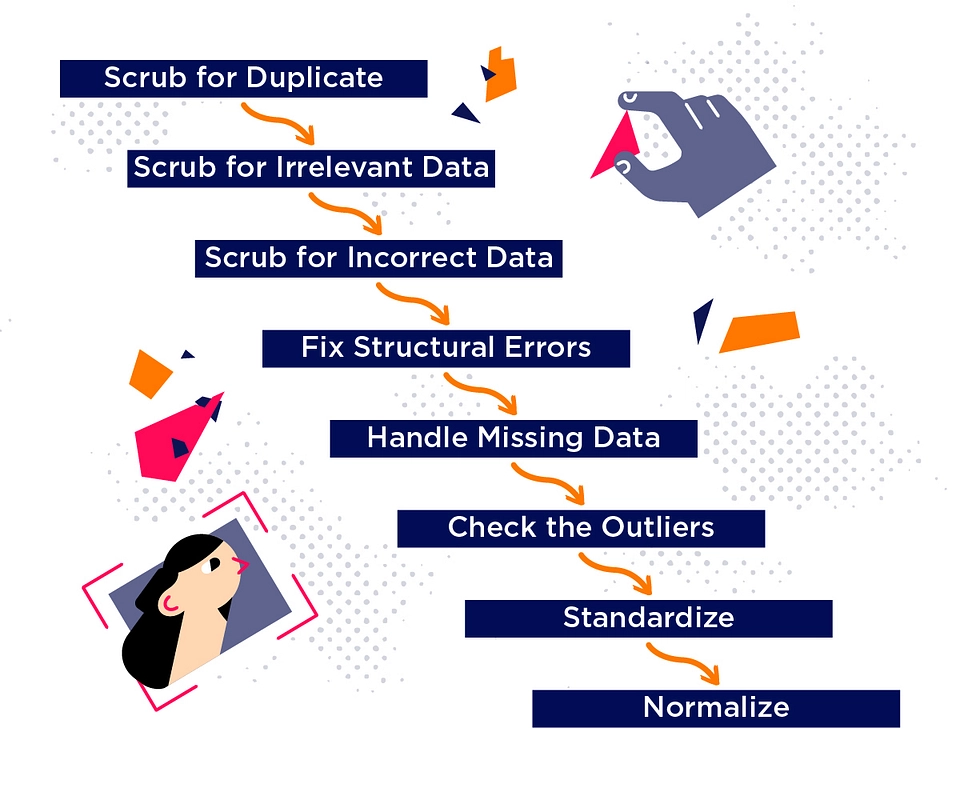 Scrub for Duplicate
Scrub for Irrelevant Data
Scrub for Incorrect Data
Fix Structural Errors
Handle Missing Data
Check the Outliers
Standardize
Normalize